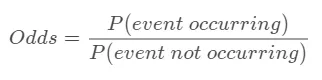 Odds = P(event occurring) / P(event not occurring)